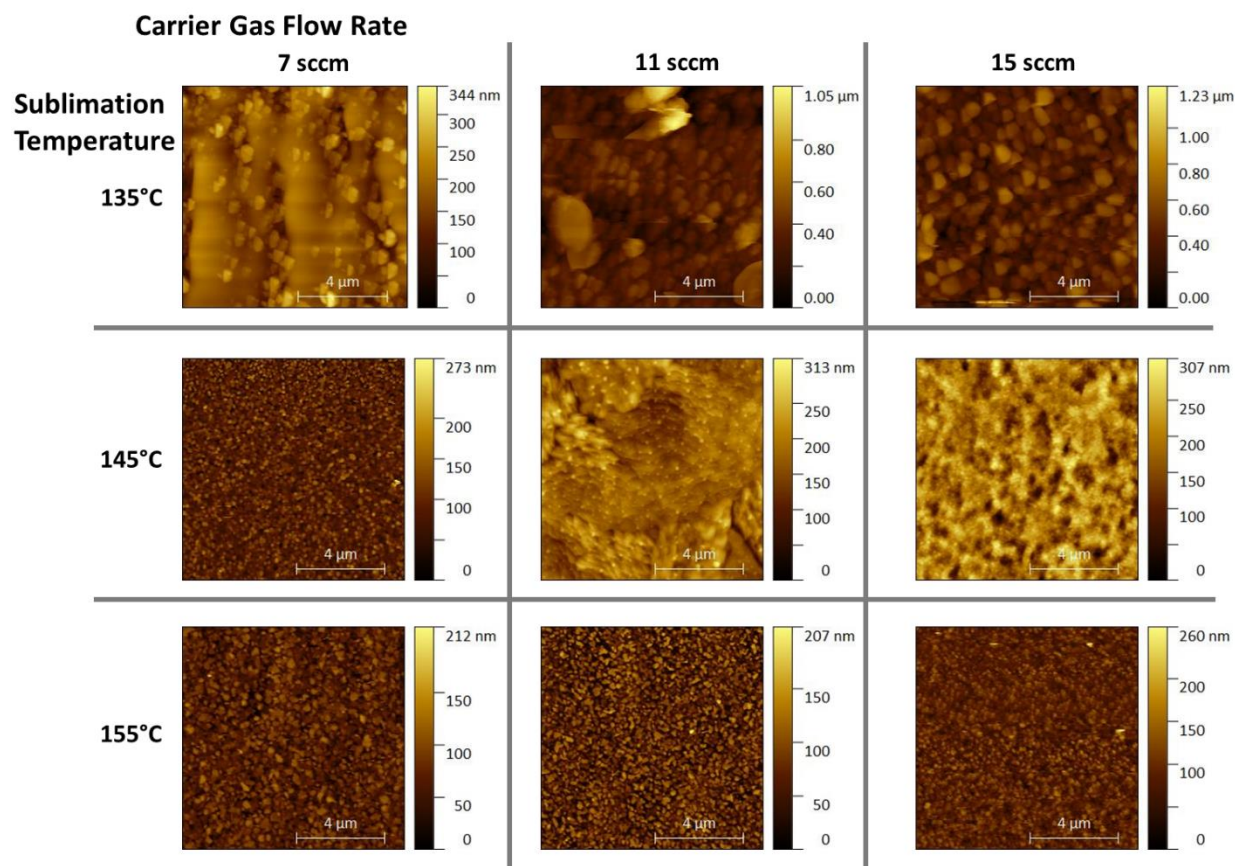 Carrier Gas Flow Rate
7 sccm
11 sccm
15 sccm
Sublimation
Temperature
135°C
344 nm
300
250
200
150
100
0
4 µm
1.05 µm
0.80
0.60
0.40
0.00
4 µm
1.23 µm
1.00
0.80
0.60
0.40
0.00
4 µm
145°C
273 nm
200
150
100
0
4 µm
313 nm
250
200
150
100
0
4 µm
307 nm
250
200
150
100
0
4 µm
155°C
212 nm
150
100
50
0
4 µm
207 nm
150
100
50
0
4 µm
260 nm
200
150
100
0
4 µm